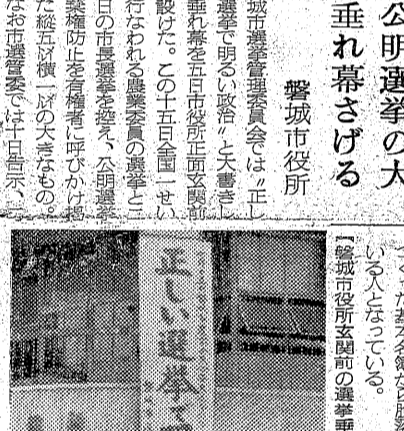 公明選挙の大
垂れ幕さげる
磐城市役所
城市選挙管理委員会では〝正し
選挙で明るい政治〟と大書きし
垂れ幕を五日市役所正面玄関前
設けた。この十五日全国一せい
行なわれる農業委員の選挙と二
日の市長選挙を控え、公明選挙
棄権防止を有権者に呼びかけ掲
た縦五㍍横一㍍の大きなもの。
なお市選管委では十日告示、
いる人となっている。
【磐城市役所玄関前の選挙垂
正しい選挙で